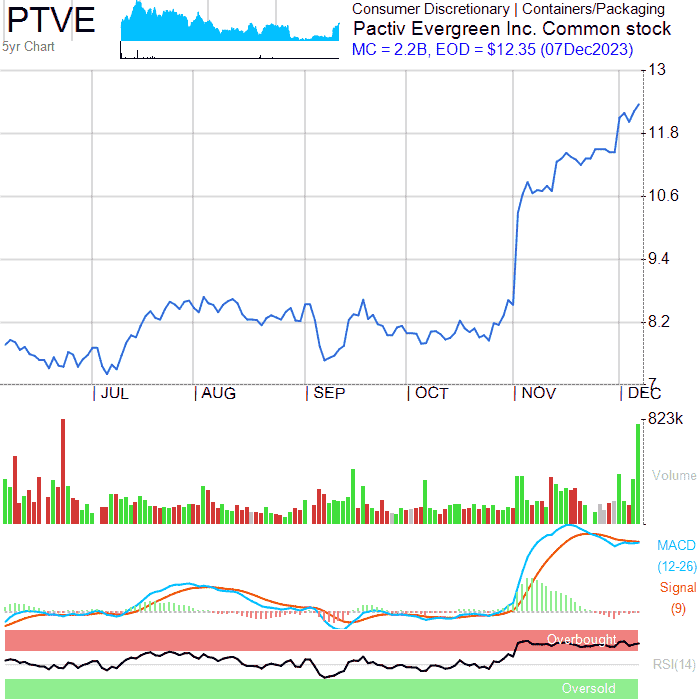 PTVE
5yr Chart
Consumer Discretionary | Containers/Packaging
Pactiv Evergreen Inc. Common stock
MC = 2.2B, EOD = $12.35 (07Dec2023)
13
11.8
10.6
9.4
8.2
7
JUL AUG SEP OCT NOV DEC
823k
Volume
MACD
(12-26)
Signal
(9)
Overbought
RSI(14)
Oversold